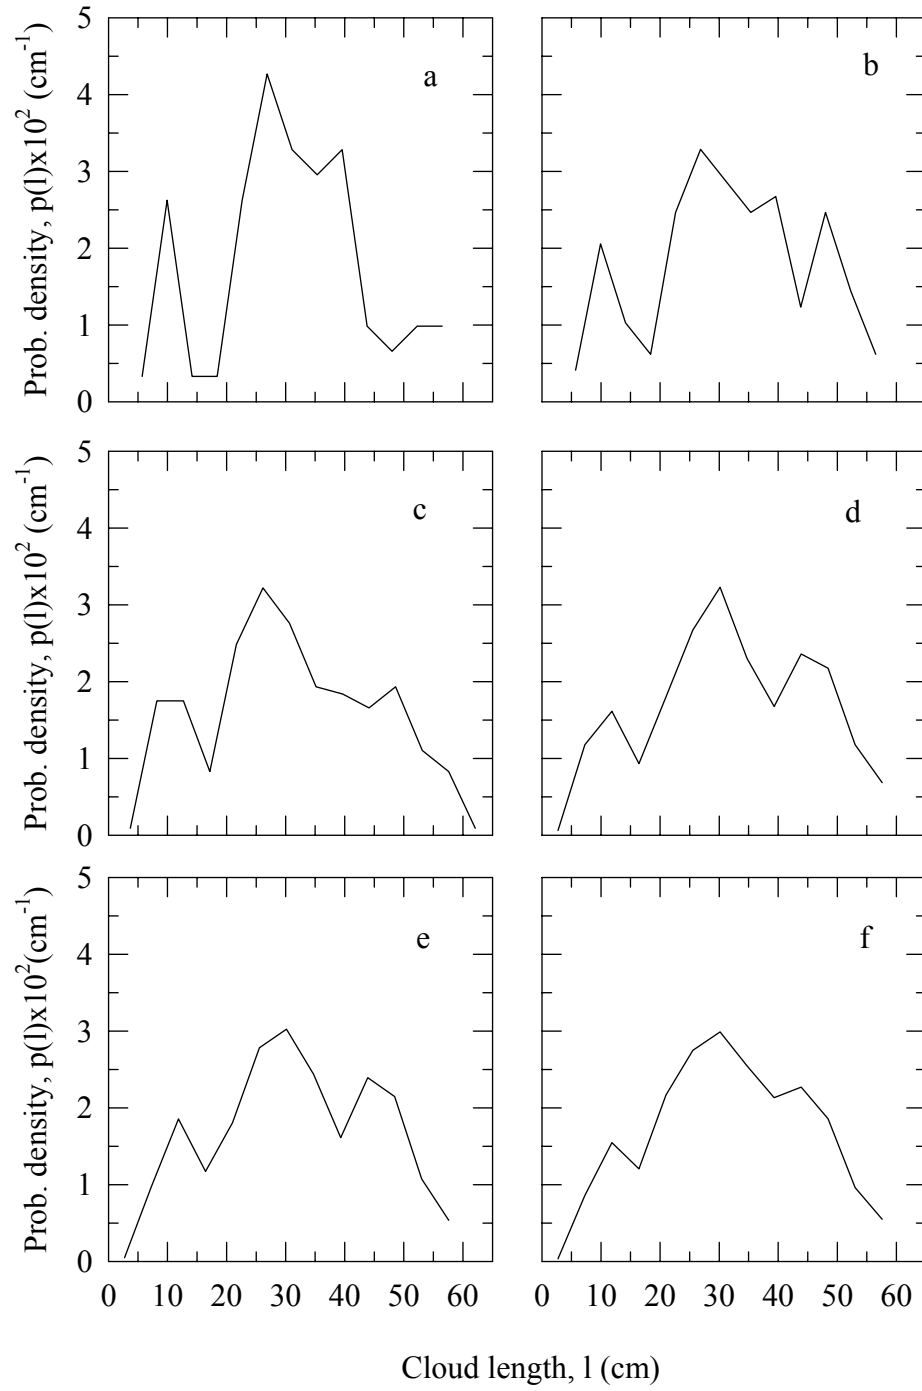 5
4
3
2
1
0
Prob. density, p(l)x10² (cm⁻¹)
a
b
5
4
3
2
1
0
Prob. density, p(l)x10² (cm⁻¹)
c
d
5
4
3
2
1
0
Prob. density, p(l)x10²(cm⁻¹)
e
f
0 10 20 30 40 50 60
0 10 20 30 40 50 60
Cloud length, l (cm)